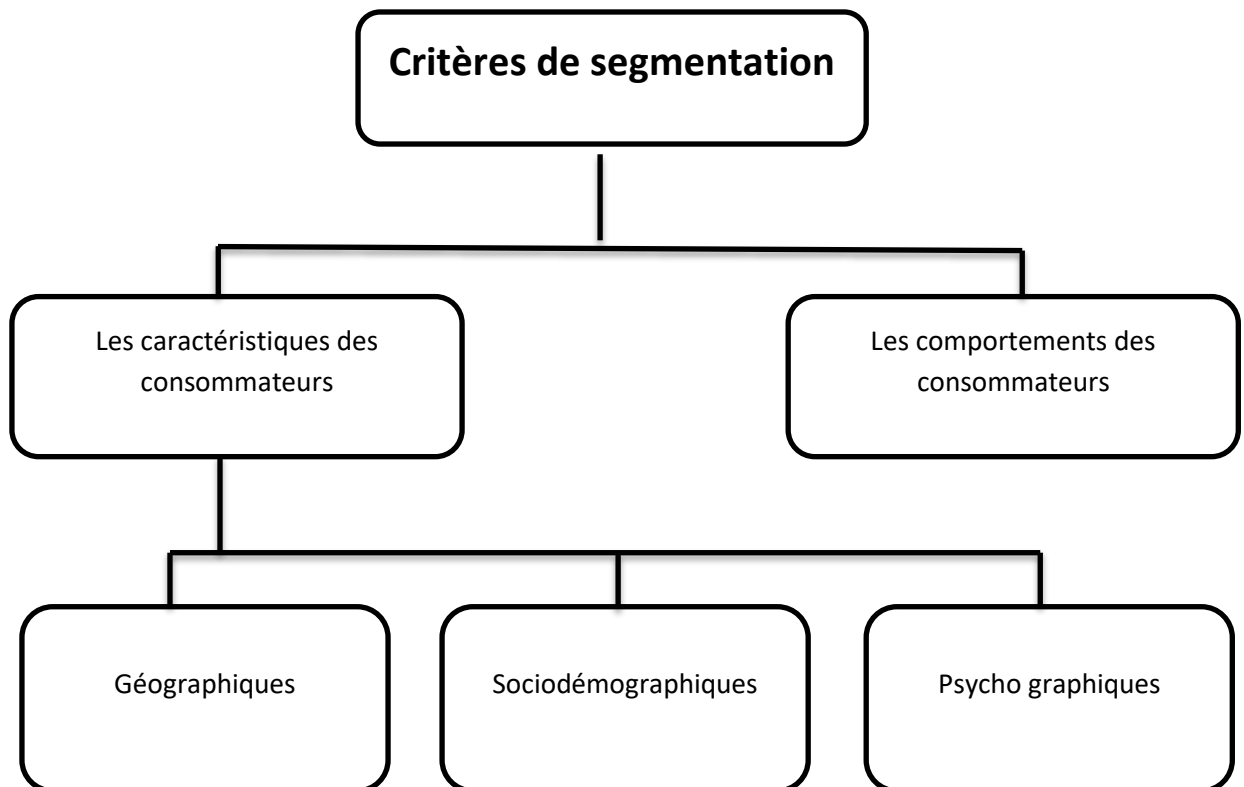 Critères de segmentation
Les caractéristiques des
consommateurs
Les comportements des
consommateurs
Géographiques
Sociodémographiques
Psycho graphiques